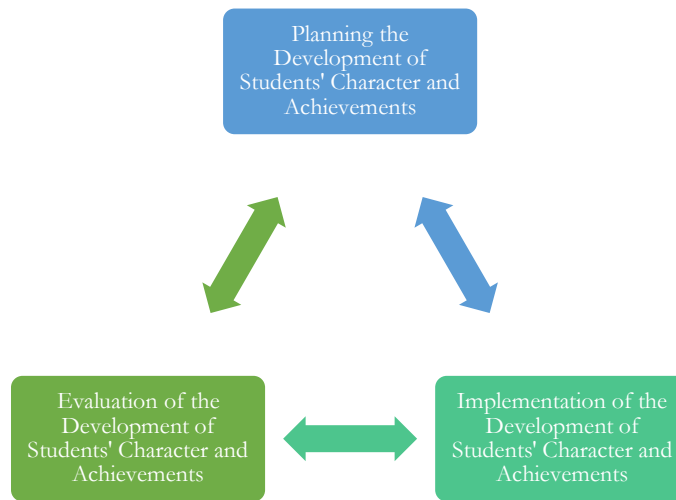 Planning the
Development of
Students' Character and
Achievements
Evaluation of the
Development of
Students' Character and
Achievements
Implementation of the
Development of
Students' Character and
Achievements